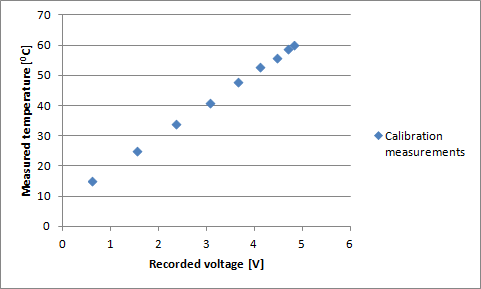 70
60
50
40
30
20
10
0
0 1 2 3 4 5 6
Measured temperature [⁰C]
Recorded voltage [V]
Calibration
measurements